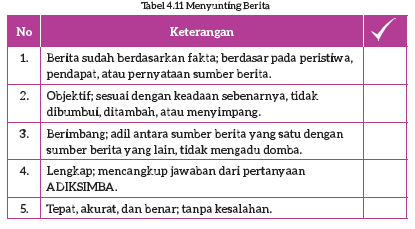 Tabel 4.11 Menyunting Berita
No Keterangan ✓
1. Berita sudah berdasarkan fakta; berdasar pada peristiwa,
pendapat, atau pernyataan sumber berita.
2. Objektif; sesuai dengan keadaan sebenarnya, tidak
dibumbui, ditambah, atau menyimpang.
3. Berimbang; adil antara sumber berita yang satu dengan
sumber berita yang lain, tidak mengadu domba.
4. Lengkap; mencangkup jawaban dari pertanyaan
ADIKSIMBA.
5. Tepat, akurat, dan benar; tanpa kesalahan.